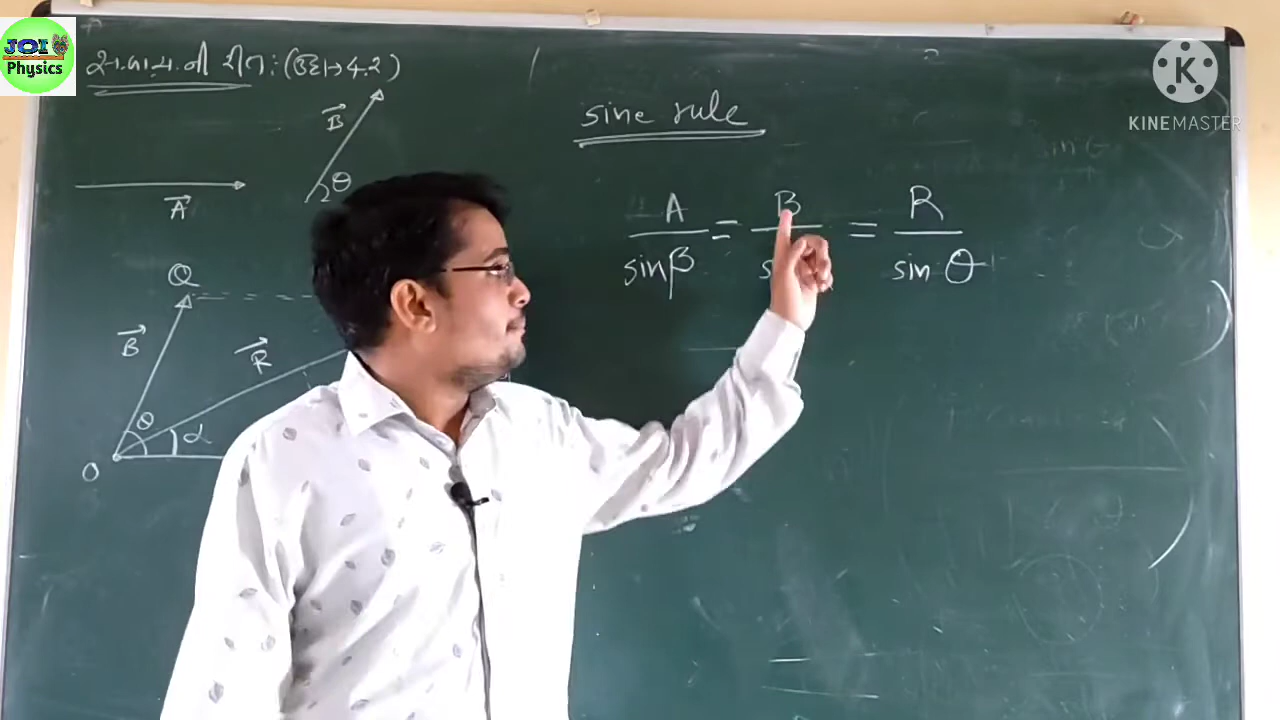 JOI
Physics
સ.બા.ચ.ની રીત : (ઉદા→ 4.2)
B
θ
A
Q
B
R
θ
α
O
sine rule
A/sinβ = B/s = R/sin θ
K
KINEMASTER